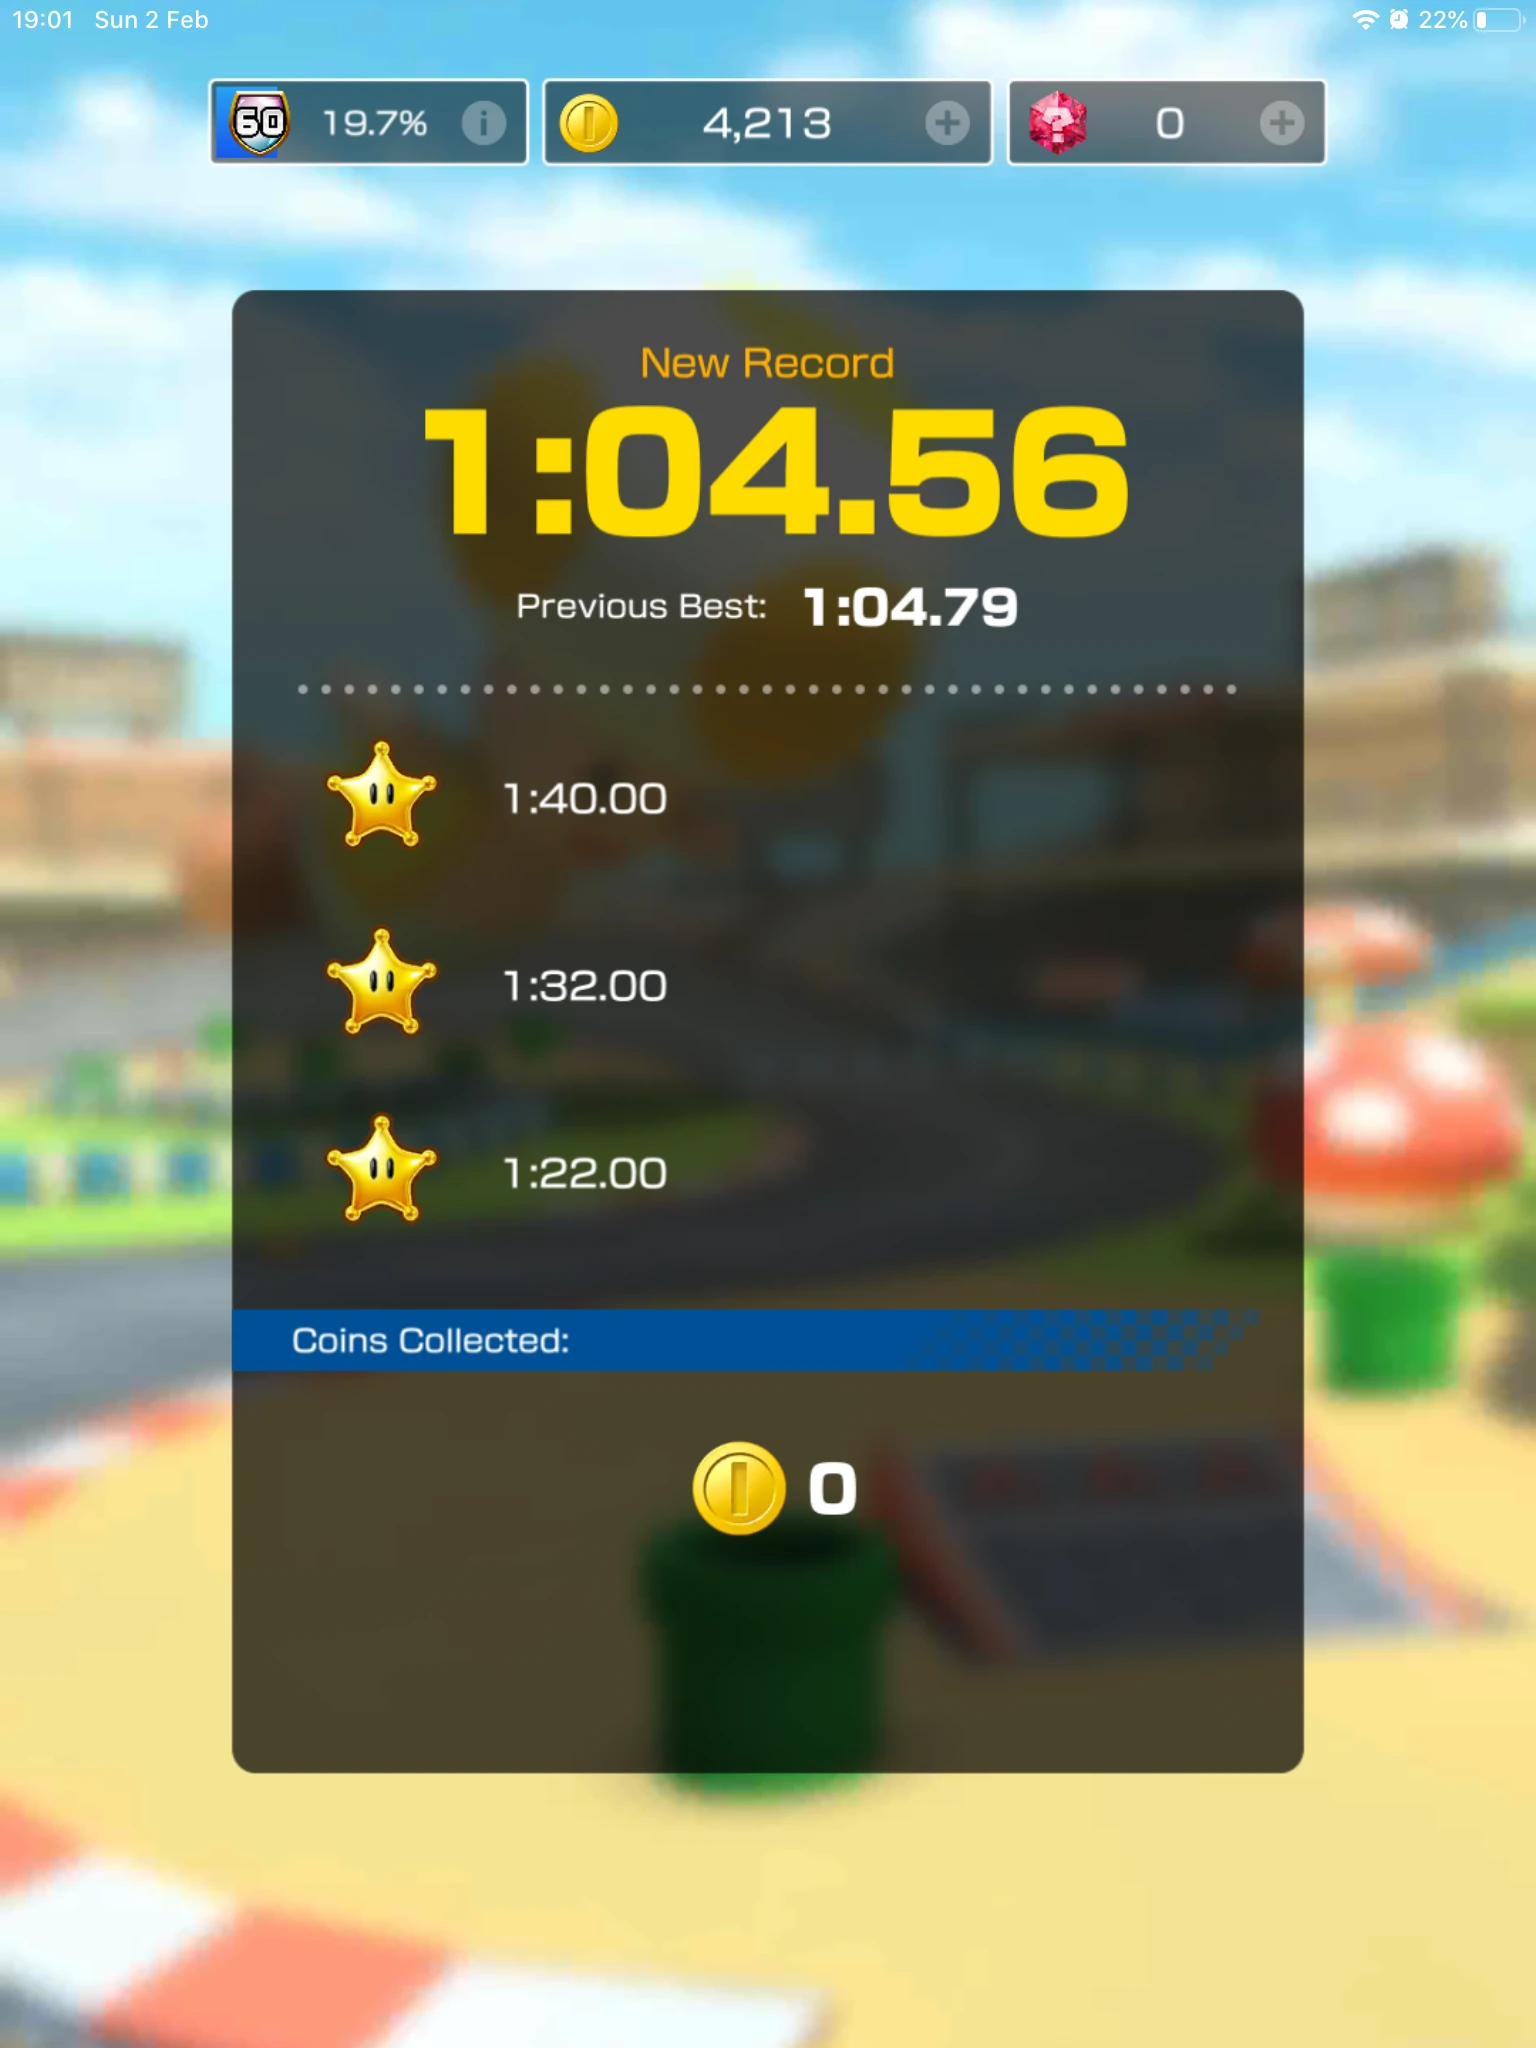 19:01 Sun 2 Feb 22%
60 19.7% i 4,213 + ? 0 +
New Record
1:04.56
Previous Best: 1:04.79
1:40.00
1:32.00
1:22.00
Coins Collected:
0